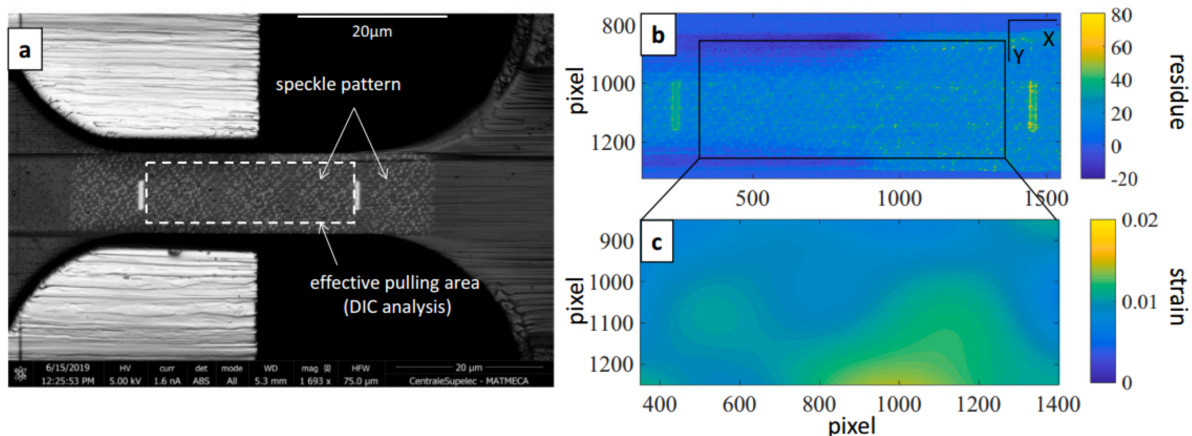 a
20µm
speckle pattern
effective pulling area
(DIC analysis)
6/15/2019 HV curr det mode WD mag HFW 20 µm
12:25:53 PM 5.00 kV 1.6 nA ABS All 5.3 mm 1 693 x 75.0 µm CentraleSupelec - MATMECA
b
X
Y
pixel
800
1000
1200
500 1000 1500
80
60
40
20
0
-20
residue
c
pixel
900
1000
1100
1200
400 600 800 1000 1200 1400
pixel
0.02
0.01
0
strain